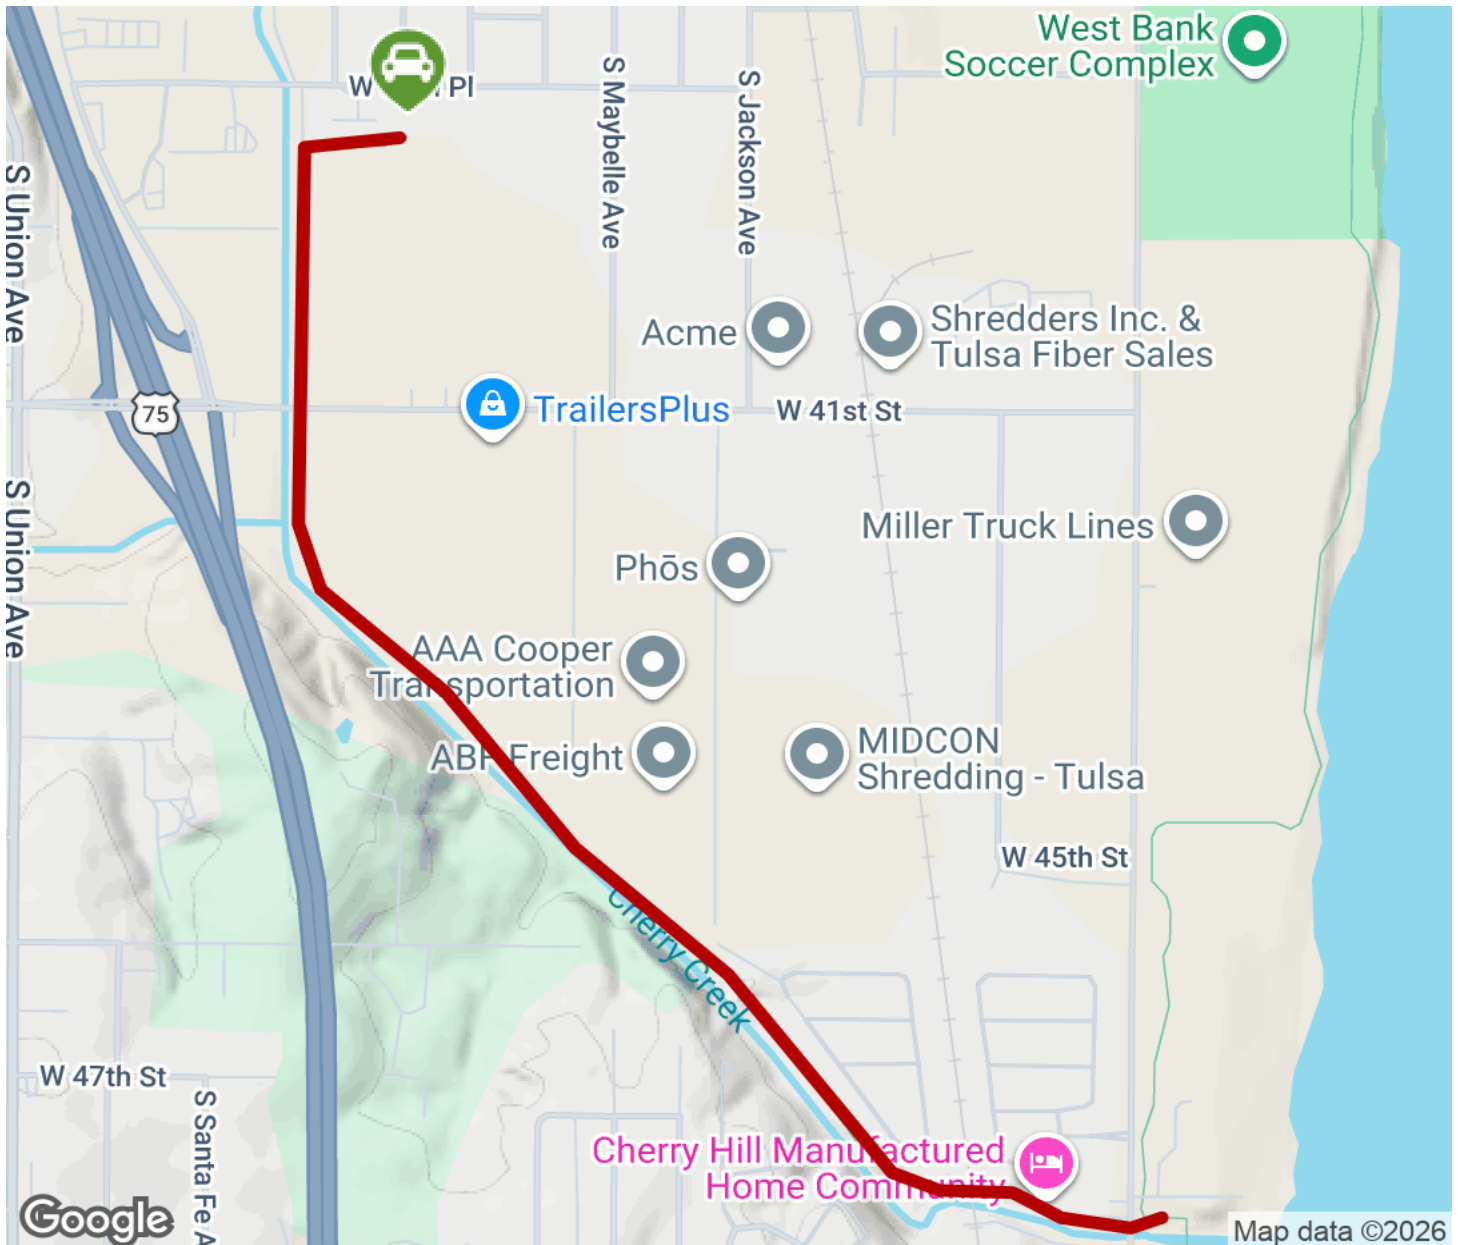 West Bank
Soccer Complex
W
Pl
S Maybelle Ave
S Jackson Ave
S Union Ave
Acme
Shredders Inc. &
Tulsa Fiber Sales
75
TrailersPlus
W 41st St
S Union Ave
Miller Truck Lines
Phōs
AAA Cooper
Transportation
ABF Freight
MIDCON
Shredding - Tulsa
W 45th St
Cherry Creek
W 47th St
S Santa Fe A
Cherry Hill Manufactured
Home Community
Google
Map data ©2026